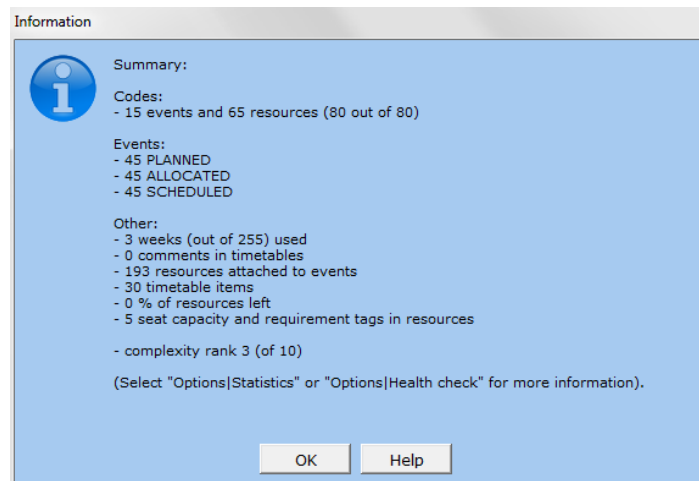 Information
Summary:
Codes:
- 15 events and 65 resources (80 out of 80)
Events:
- 45 PLANNED
- 45 ALLOCATED
- 45 SCHEDULED
Other:
- 3 weeks (out of 255) used
- 0 comments in timetables
- 193 resources attached to events
- 30 timetable items
- 0 % of resources left
- 5 seat capacity and requirement tags in resources
- complexity rank 3 (of 10)
(Select "Options|Statistics" or "Options|Health check" for more information).
OK Help